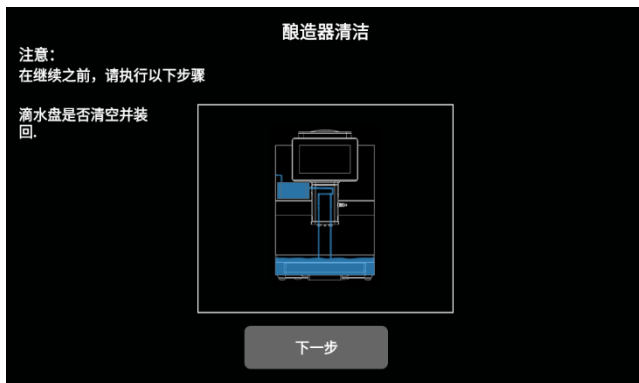 酿造器清洁
注意：
在继续之前，请执行以下步骤
滴水盘是否清空并装
回.
下一步